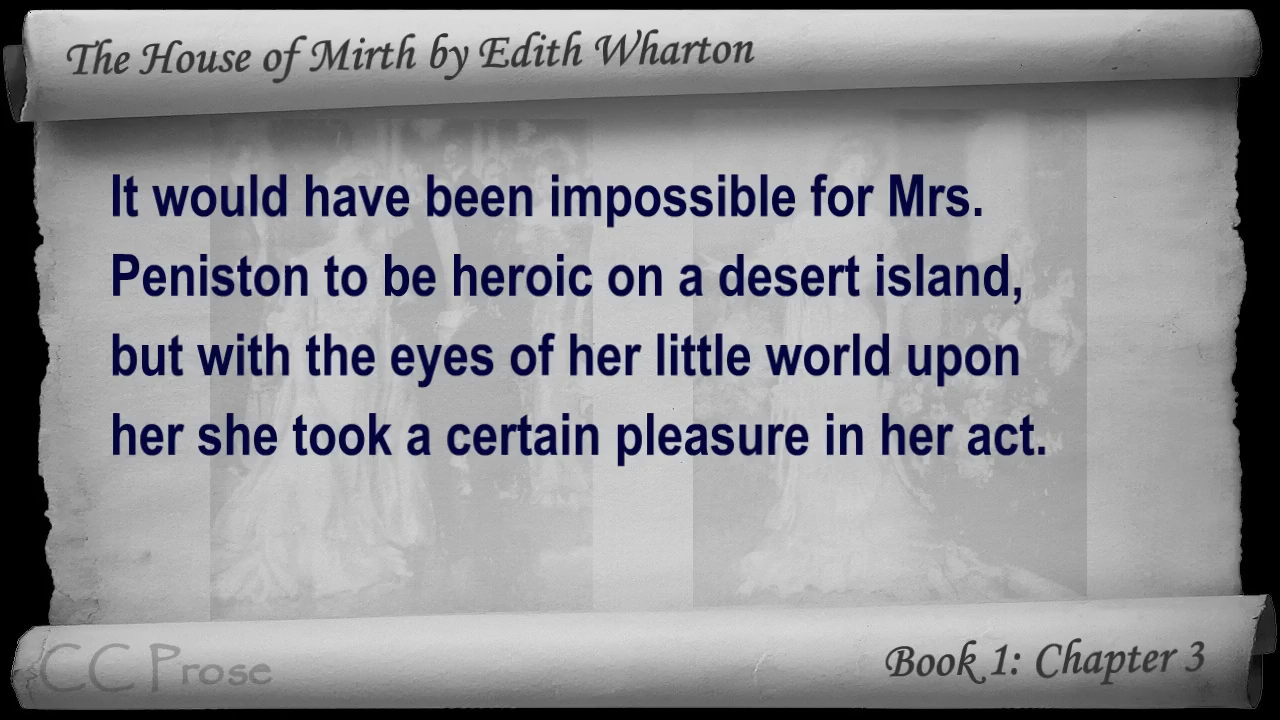 The House of Mirth by Edith Wharton
It would have been impossible for Mrs.
Peniston to be heroic on a desert island,
but with the eyes of her little world upon
her she took a certain pleasure in her act.
CC Prose
Book 1: Chapter 3